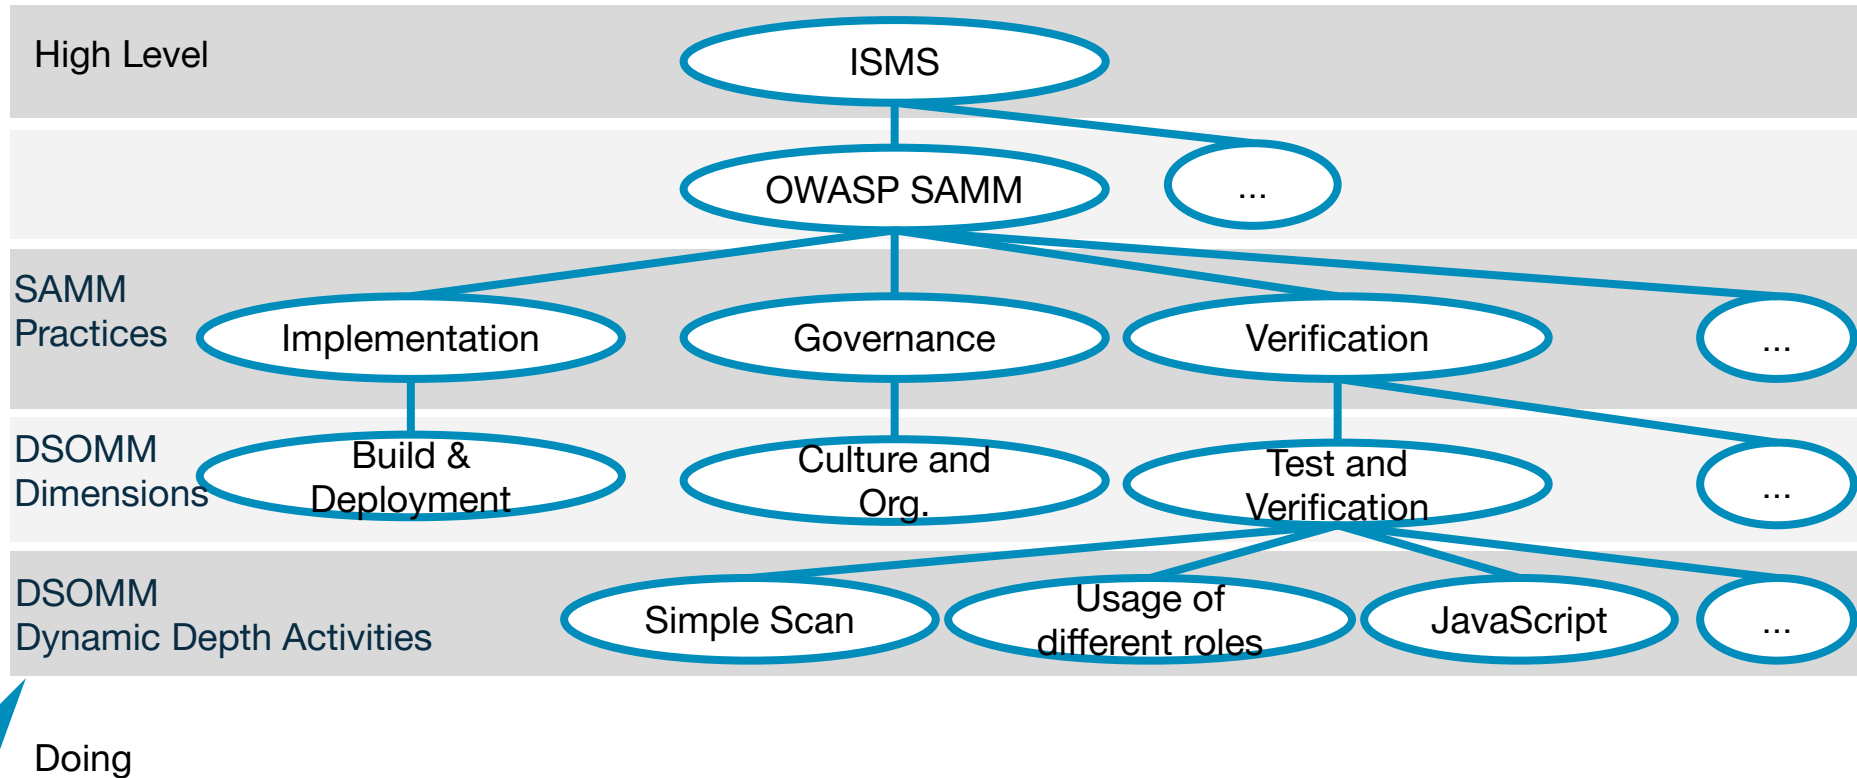 High Level
ISMS
OWASP SAMM
...
SAMM
Practices
Implementation
Governance
Verification
...
DSOMM
Dimensions
Build &
Deployment
Culture and
Org.
Test and
Verification
...
DSOMM
Dynamic Depth Activities
Simple Scan
Usage of
different roles
JavaScript
...
Doing